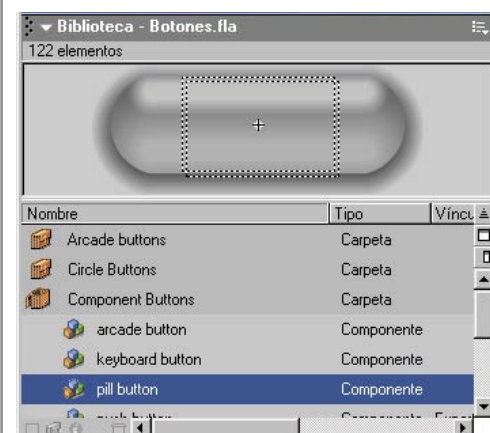 Biblioteca - Botones.fla
122 elementos
Nombre Tipo Víncu
Arcade buttons Carpeta
Circle Buttons Carpeta
Component Buttons Carpeta
arcade button Componente
keyboard button Componente
pill button Componente